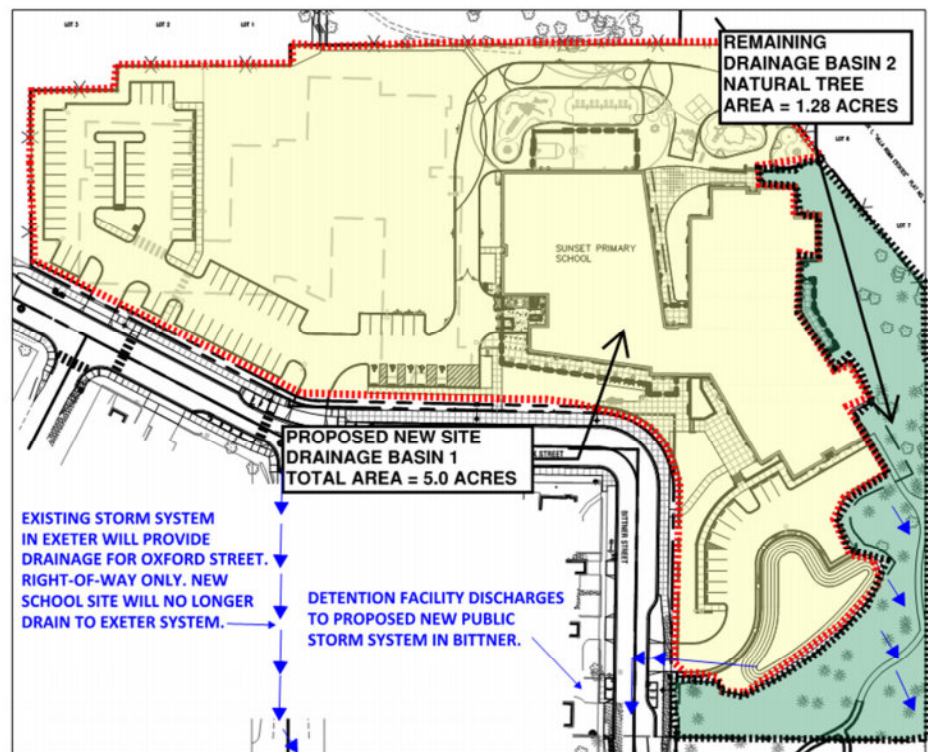 LOT 3
LOT 2
LOT 1
REMAINING
DRAINAGE BASIN 2
NATURAL TREE
AREA = 1.28 ACRES
LOT 6
LOT 7
SUNSET PRIMARY
SCHOOL
PROPOSED NEW SITE
DRAINAGE BASIN 1
TOTAL AREA = 5.0 ACRES
STREET
BITTNER STREET
EXISTING STORM SYSTEM
IN EXETER WILL PROVIDE
DRAINAGE FOR OXFORD STREET.
RIGHT-OF-WAY ONLY. NEW
SCHOOL SITE WILL NO LONGER
DRAIN TO EXETER SYSTEM.
DETENTION FACILITY DISCHARGES
TO PROPOSED NEW PUBLIC
STORM SYSTEM IN BITTNER.